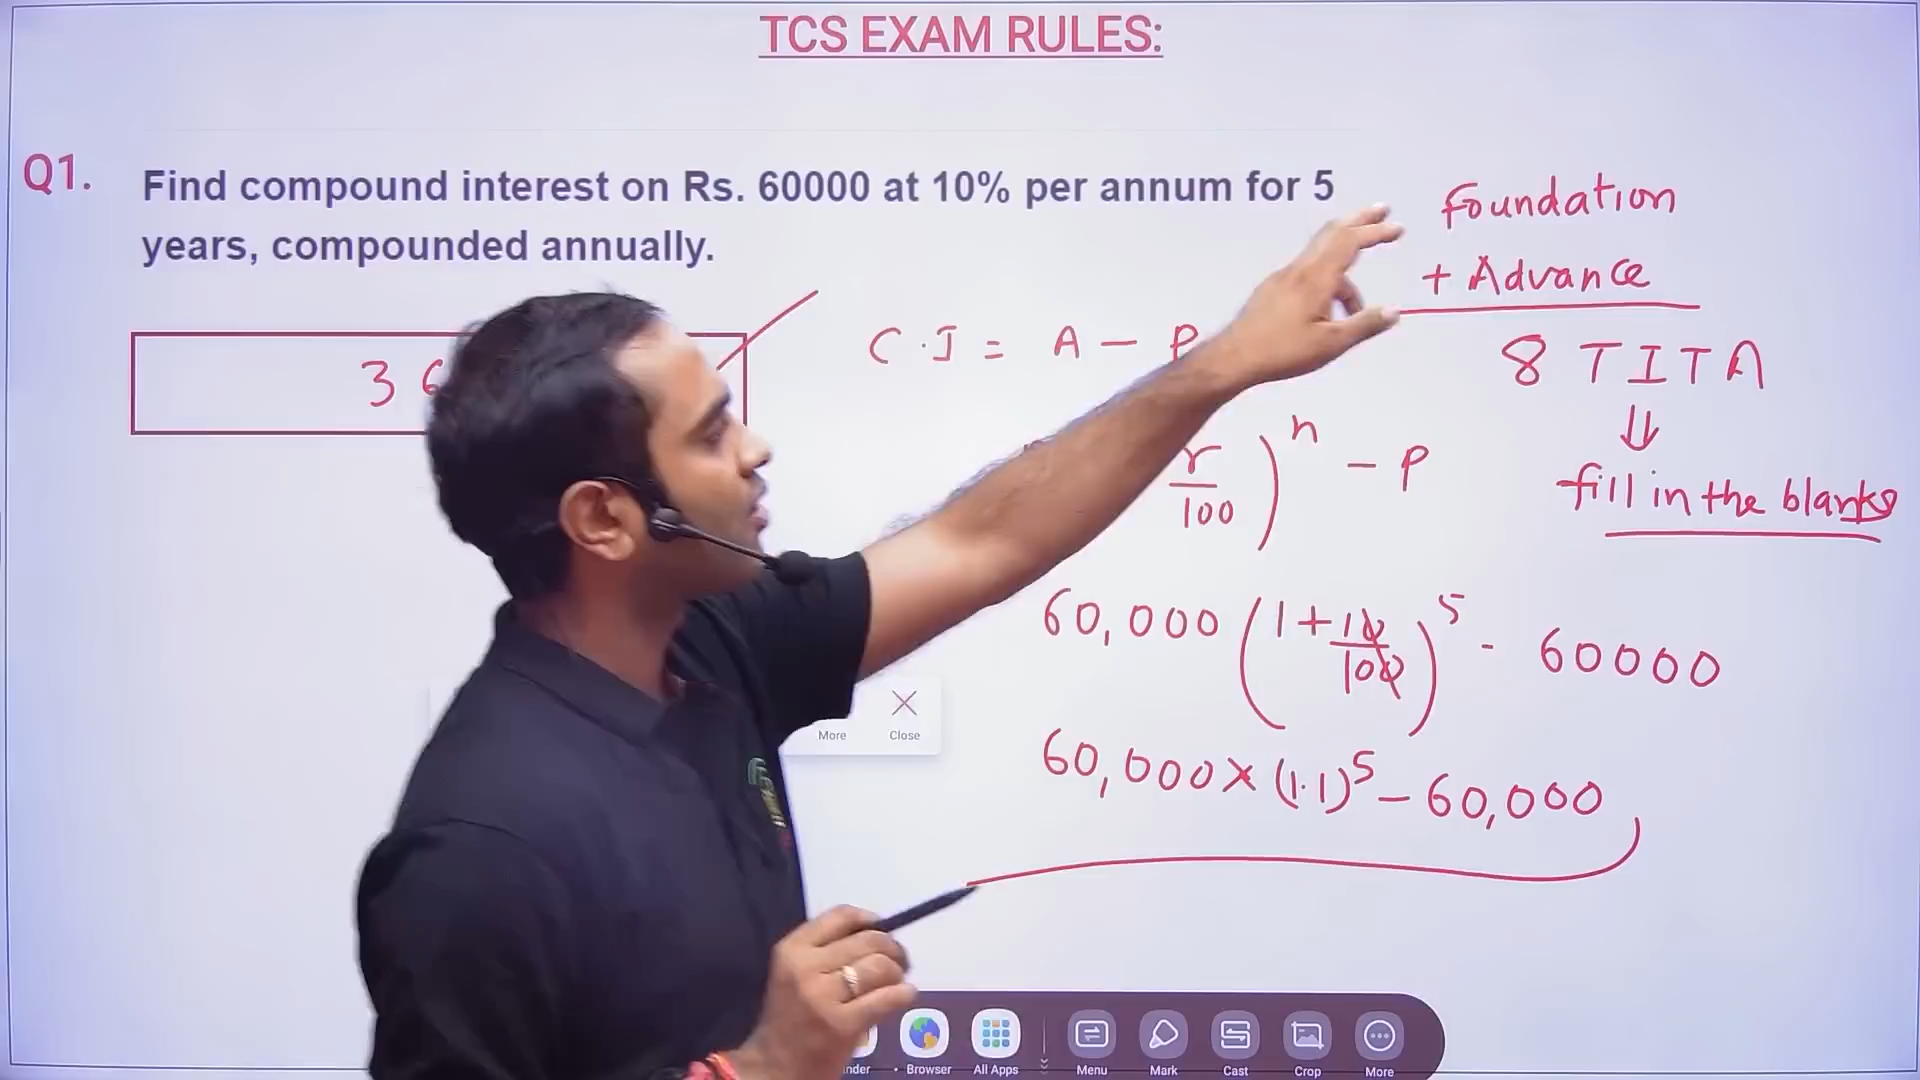 TCS EXAM RULES:
Q1.
Find compound interest on Rs. 60000 at 10% per annum for 5
years, compounded annually.
3 6
C.I = A - P
r/100)^n - P
60,000 (1+10/100)^5 - 60000
60,000 × (1.1)^5 - 60,000
Foundation
+ Advance
8 TITA
⇓
fill in the blanks
More
Close
Browser
All Apps
Menu
Mark
Cast
Crop
More